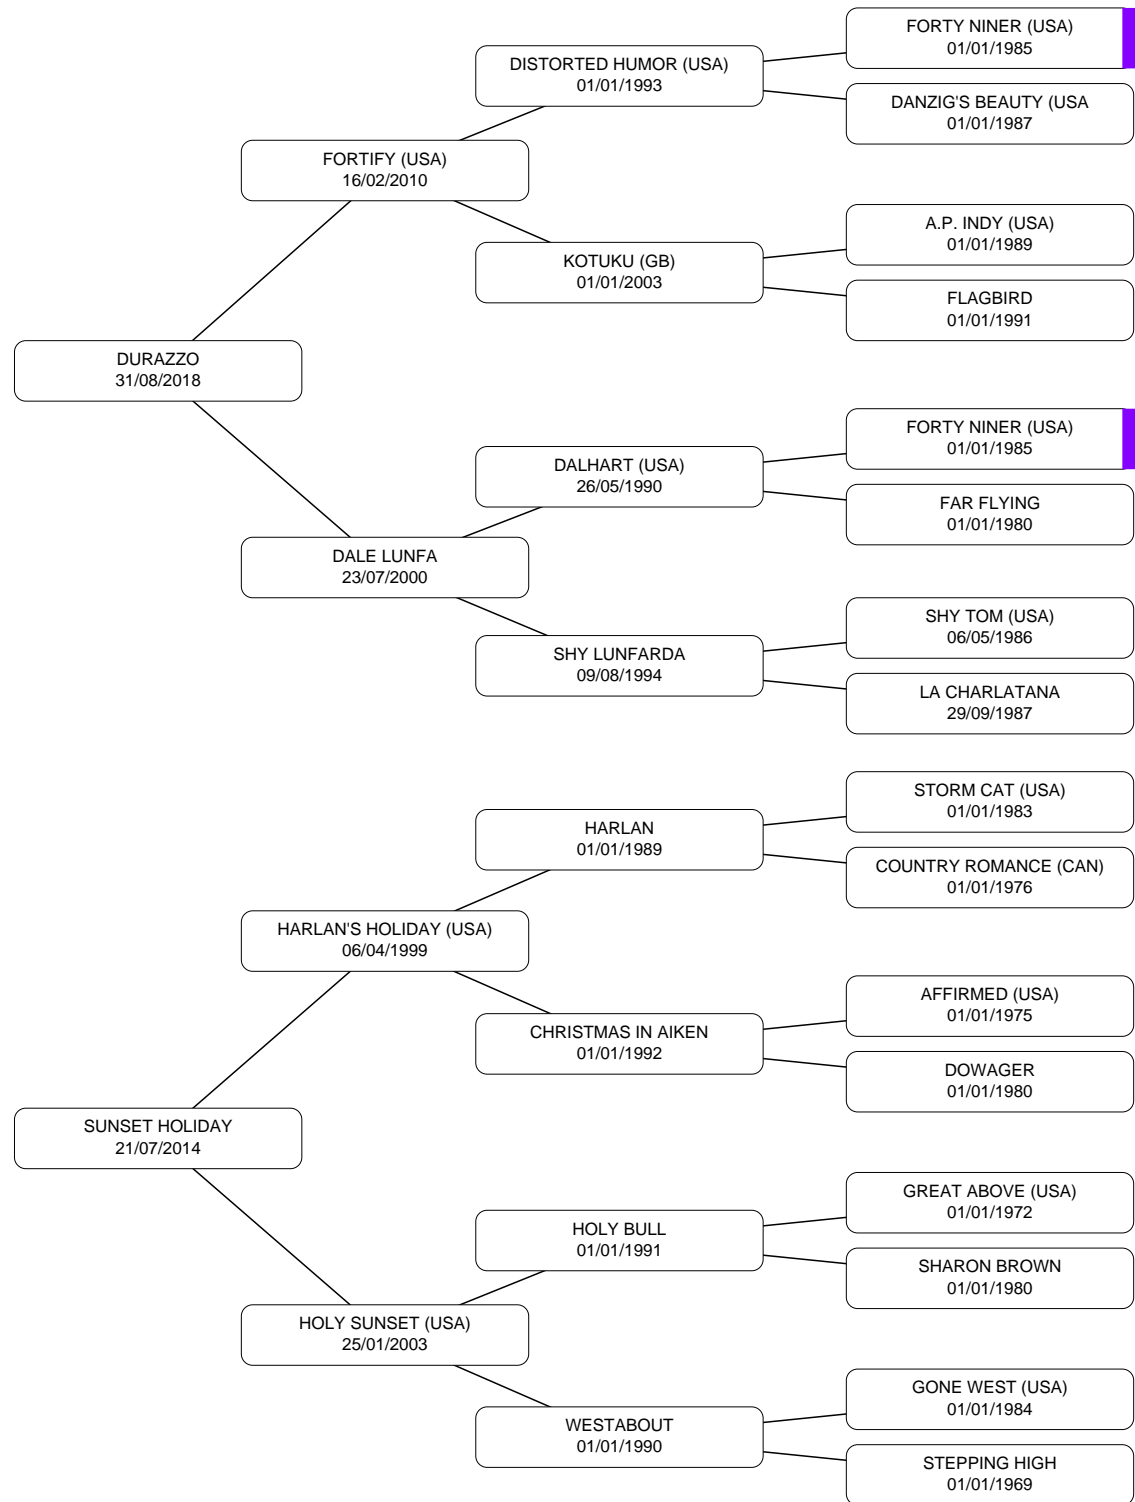 FORTY NINER (USA)
01/01/1985
DISTORTED HUMOR (USA)
01/01/1993
DANZIG'S BEAUTY (USA
01/01/1987
FORTIFY (USA)
16/02/2010
A.P. INDY (USA)
01/01/1989
KOTUKU (GB)
01/01/2003
FLAGBIRD
01/01/1991
DURAZZO
31/08/2018
FORTY NINER (USA)
01/01/1985
DALHART (USA)
26/05/1990
FAR FLYING
01/01/1980
DALE LUNFA
23/07/2000
SHY TOM (USA)
06/05/1986
SHY LUNFARDA
09/08/1994
LA CHARLATANA
29/09/1987
STORM CAT (USA)
01/01/1983
HARLAN
01/01/1989
COUNTRY ROMANCE (CAN)
01/01/1976
HARLAN'S HOLIDAY (USA)
06/04/1999
AFFIRMED (USA)
01/01/1975
CHRISTMAS IN AIKEN
01/01/1992
DOWAGER
01/01/1980
SUNSET HOLIDAY
21/07/2014
GREAT ABOVE (USA)
01/01/1972
HOLY BULL
01/01/1991
SHARON BROWN
01/01/1980
HOLY SUNSET (USA)
25/01/2003
GONE WEST (USA)
01/01/1984
WESTABOUT
01/01/1990
STEPPING HIGH
01/01/1969